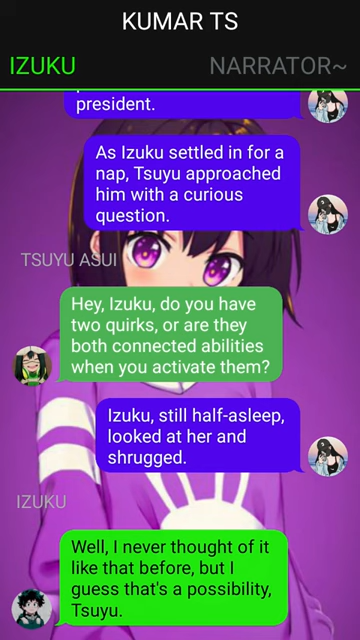 KUMAR TS
IZUKU
NARRATOR~
president.
As Izuku settled in for a
nap, Tsuyu approached
him with a curious
question.
TSUYU ASUI
Hey, Izuku, do you have
two quirks, or are they
both connected abilities
when you activate them?
Izuku, still half-asleep,
looked at her and
shrugged.
IZUKU
Well, I never thought of it
like that before, but I
guess that's a possibility,
Tsuyu.